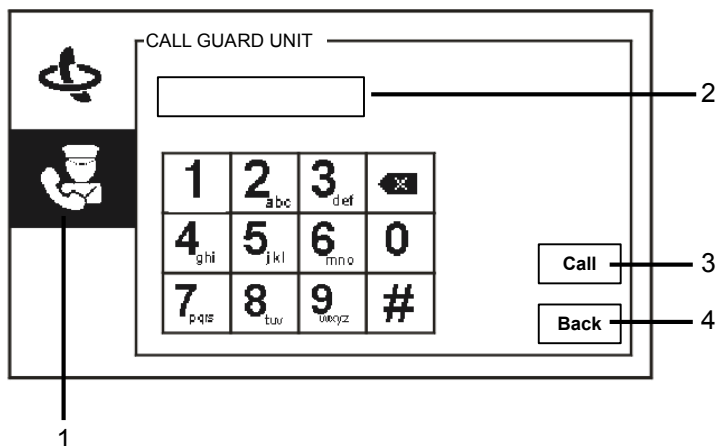 CALL GUARD UNIT
2
1 2abc 3def
4ghi 5jkl 6mno 0
Call 3
7pqrs 8tuv 9wxyz #
Back 4
1